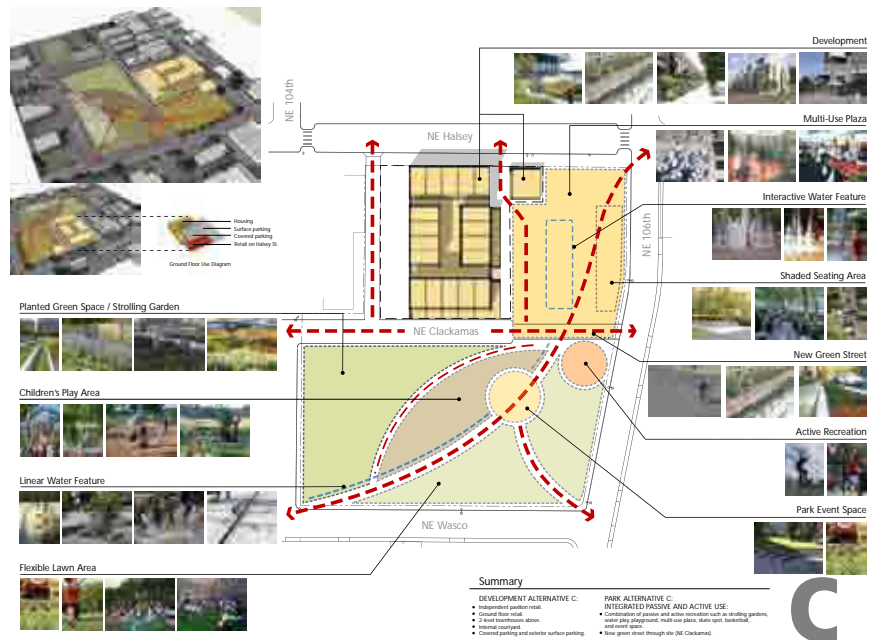 Development
NE 104th
NE Halsey
Multi-Use Plaza
Interactive Water Feature
NE 106th
Housing
Surface parking
Covered parking
Retail on Halsey St.
Ground Floor Use Diagram
Shaded Seating Area
Planted Green Space / Strolling Garden
NE Clackamas
New Green Street
Children's Play Area
Active Recreation
Linear Water Feature
Park Event Space
NE Wasco
Flexible Lawn Area
Summary
DEVELOPMENT ALTERNATIVE C:
• Independent pavilion retail.
• Ground floor retail.
• 2-level townhouses above.
• Internal courtyard.
• Covered parking and exterior surface parking.
PARK ALTERNATIVE C:
INTEGRATED PASSIVE AND ACTIVE USE:
• Combination of passive and active recreation such as strolling gardens,
water play, playground, multi-use plaza, skate spot, basketball,
and event space.
• New green street through site (NE Clackamas).
C